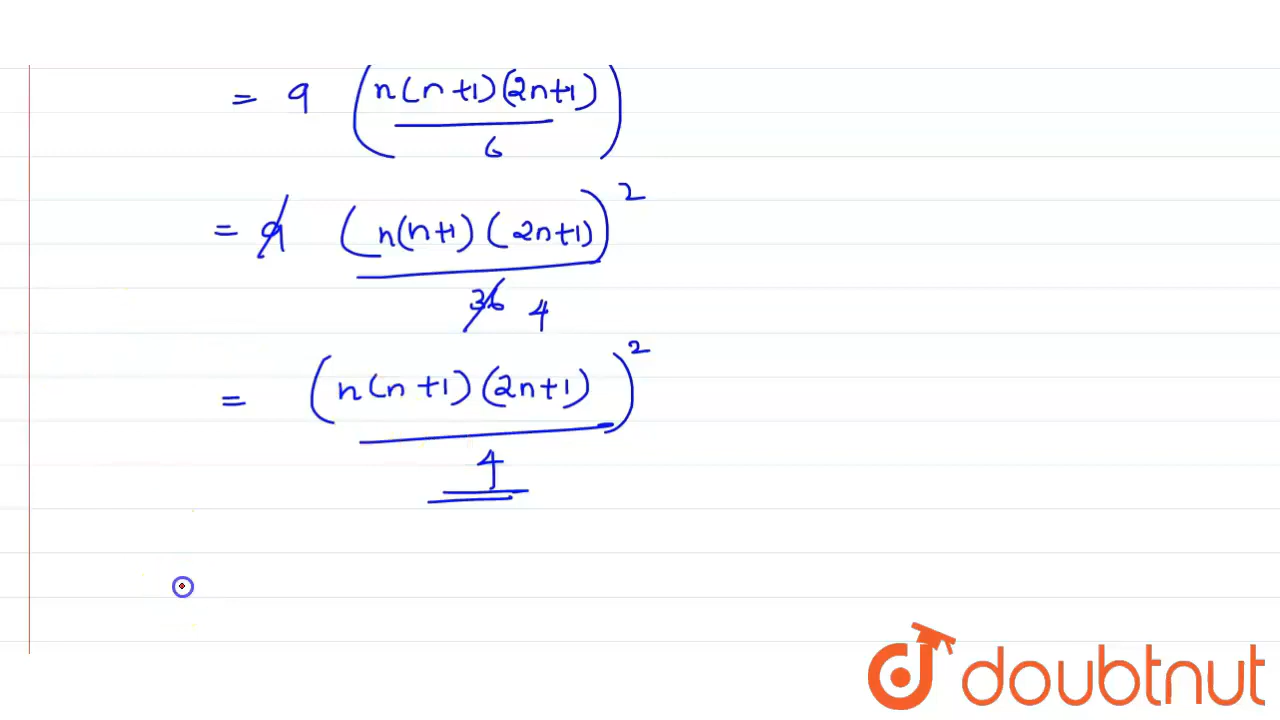 = 9 (n(n+1)(2n+1)
6)
= 9 (n(n+1)(2n+1))²
36 4
= (n(n+1)(2n+1))²
4
doubtnut